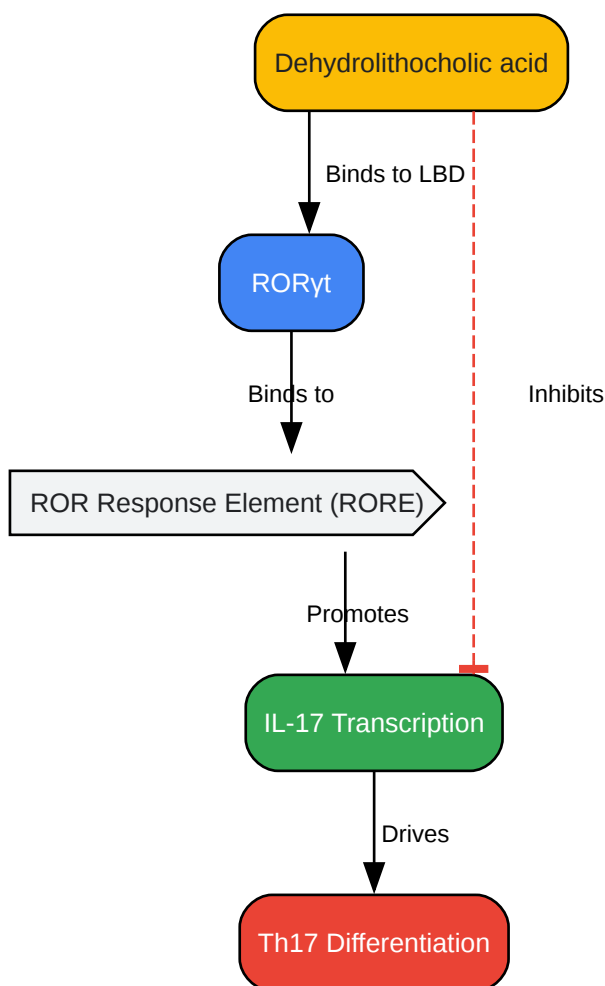 Dehydrolithocholic acid
Binds to LBD
RORγt
Binds to
Inhibits
ROR Response Element (RORE)
Promotes
IL-17 Transcription
Drives
Th17 Differentiation